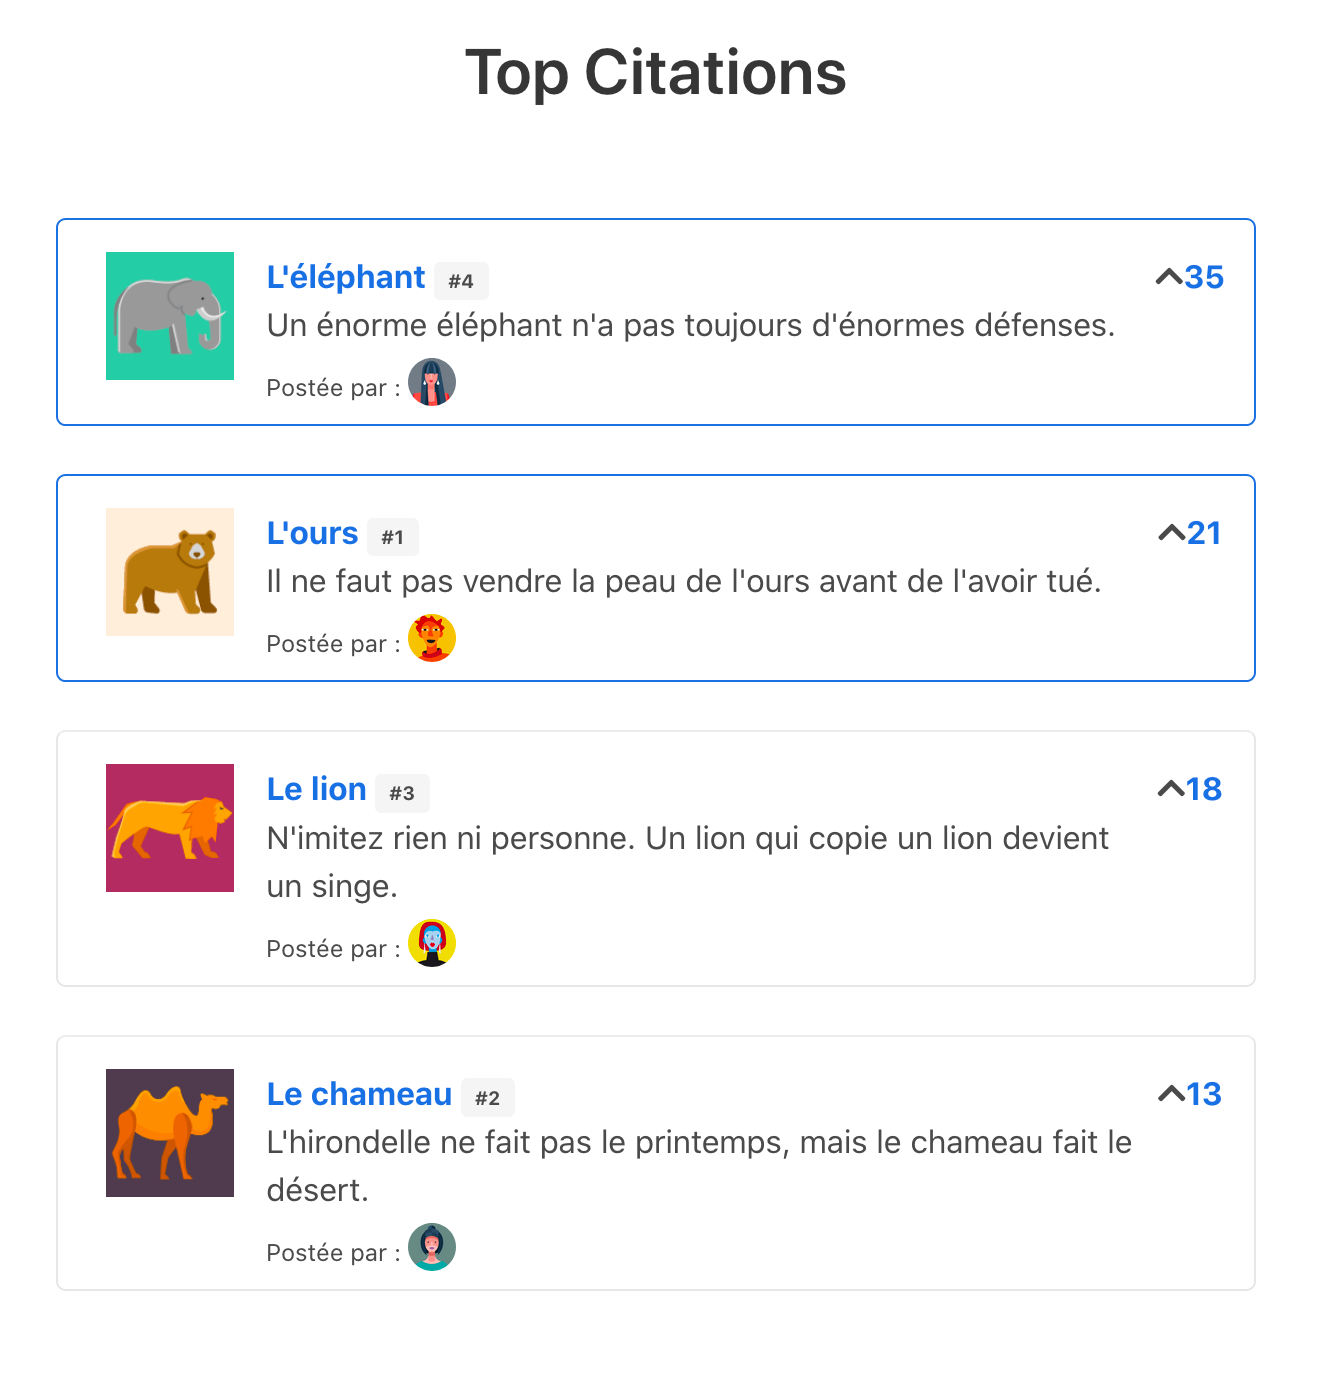 Top Citations
L'éléphant #4 35
Un énorme éléphant n'a pas toujours d'énormes défenses.
Postée par :
L'ours #1 21
Il ne faut pas vendre la peau de l'ours avant de l'avoir tué.
Postée par :
Le lion #3 18
N'imitez rien ni personne. Un lion qui copie un lion devient
un singe.
Postée par :
Le chameau #2 13
L'hirondelle ne fait pas le printemps, mais le chameau fait le
désert.
Postée par :